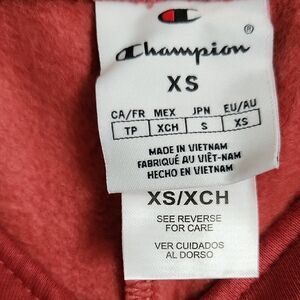 Champion ®
XS
CA/FR MEX JPN EU/AU
TP XCH S XS
MADE IN VIETNAM
FABRIQUÉ AU VIÊT-NAM
HECHO EN VIETNAM
XS/XCH
SEE REVERSE
FOR CARE
VER CUIDADOS
AL DORSO